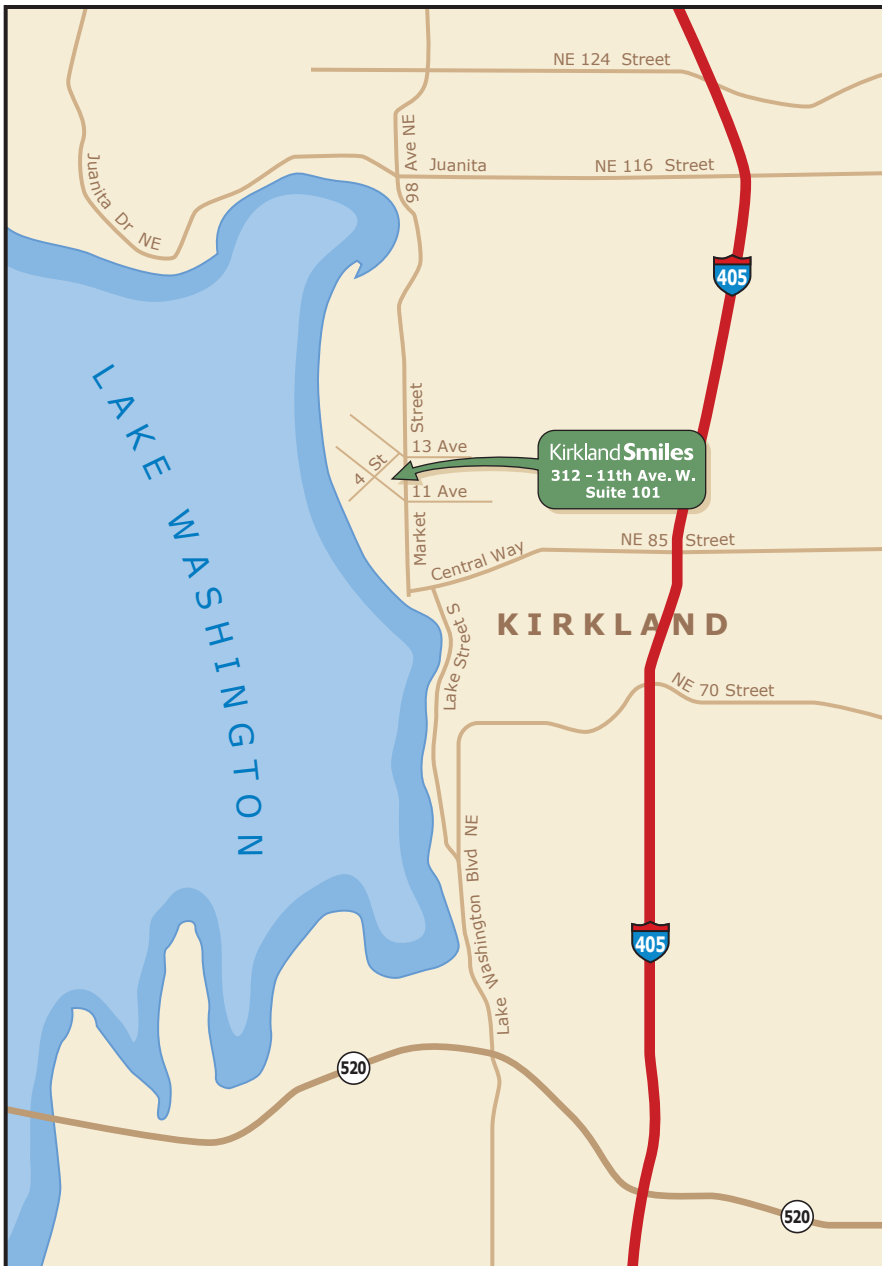 NE 124 Street
98 Ave NE
Juanita
NE 116 Street
Juanita Dr NE
405
LAKE WASHINGTON
Market Street
13 Ave
4 St
11 Ave
Kirkland Smiles
312 - 11th Ave. W.
Suite 101
NE 85 Street
Central Way
KIRKLAND
Lake Street S
NE 70 Street
Lake Washington Blvd NE
405
520
520